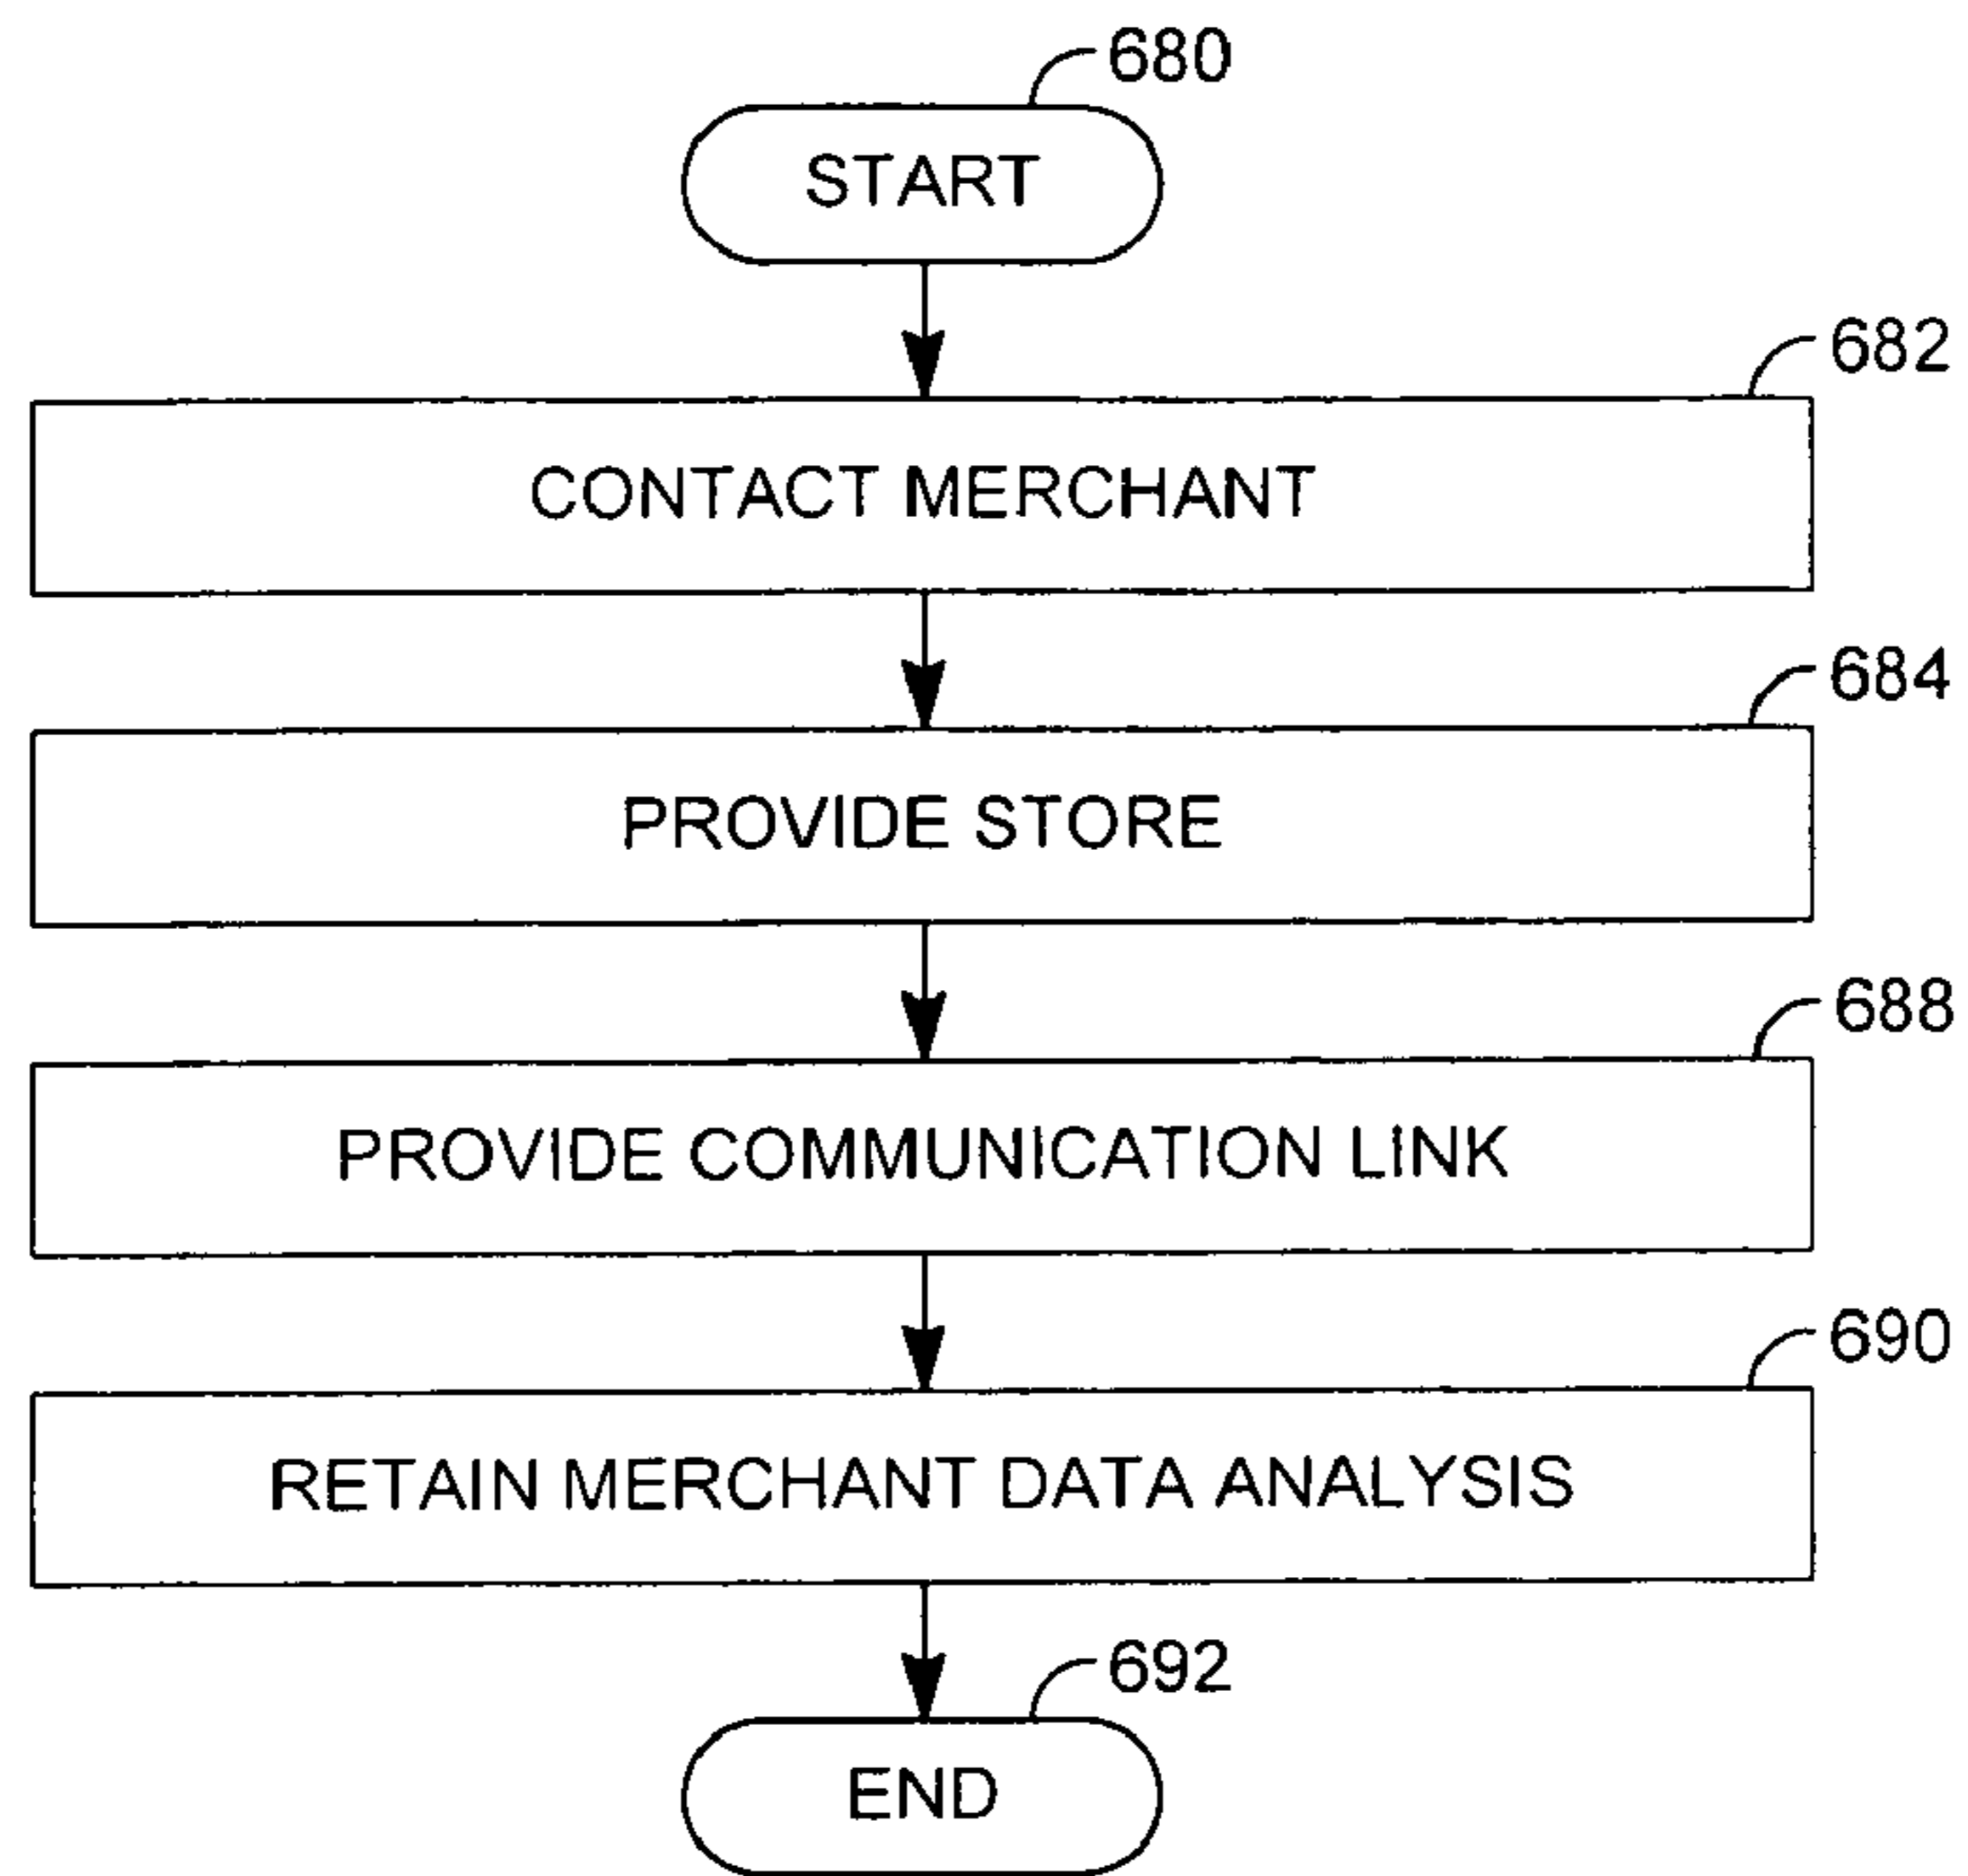 680
START
682
CONTACT MERCHANT
684
PROVIDE STORE
688
PROVIDE COMMUNICATION LINK
690
RETAIN MERCHANT DATA ANALYSIS
692
END